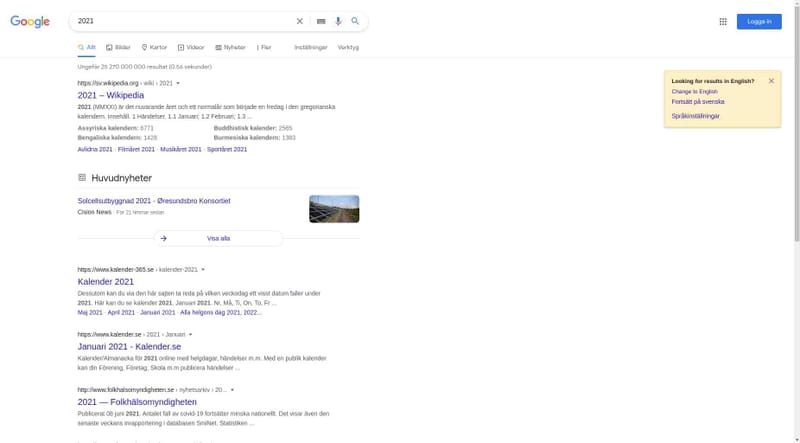 Google
2021
Logga in
Allt
Bilder
Kartor
Videor
Nyheter
Fler
Inställningar
Verktyg
Ungefär 25 270 000 000 resultat (0,56 sekunder)
Looking for results in English?
Change to English
Fortsätt på svenska
Språkinställningar
https://sv.wikipedia.org › wiki › 2021
2021 – Wikipedia
2021 (MMXXI) är det nuvarande året och ett normalår som började en fredag i den gregorianska
kalendern. Innehåll. 1 Händelser. 1.1 Januari; 1.2 Februari; 1.3 ...
Assyriska kalendern: 6771
Buddhistisk kalender: 2565
Bengaliska kalendern: 1428
Burmesiska kalendern: 1383
Avlidna 2021 · Filmåret 2021 · Musikåret 2021 · Sportåret 2021
Huvudnyheter
Solcellsutbyggnad 2021 - Øresundsbro Konsortiet
Cision News · För 21 timmar sedan
Visa alla
https://www.kalender-365.se › kalender-2021
Kalender 2021
Dessutom kan du via den här sajten ta reda på vilken veckodag ett visst datum faller under
2021. Här kan du se kalender 2021. Januari 2021. Nr, Må, Ti, On, To, Fr ...
Maj 2021 · April 2021 · Januari 2021 · Alla helgons dag 2021, 2022...
https://www.kalender.se › 2021 › Januari
Januari 2021 - Kalender.se
Kalender/Almanacka för 2021 online med helgdagar, händelser m.m. Med en publik kalender
kan din Förening, Företag, Skola m.m publicera händelser ...
http://www.folkhalsomyndigheten.se › nyhetsarkiv › 20...
2021 — Folkhälsomyndigheten
Publicerat 08 juni 2021. Antalet fall av covid-19 fortsätter minska nationellt. Det visar även den
senaste veckans inrapportering i databasen SmiNet. Statistiken ...